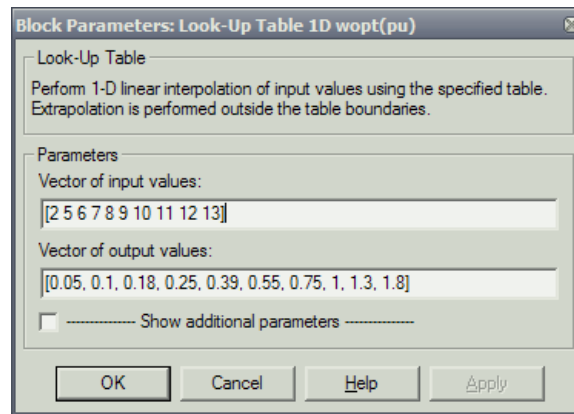 Block Parameters: Look-Up Table 1D wopt(pu)
Look-Up Table
Perform 1-D linear interpolation of input values using the specified table.
Extrapolation is performed outside the table boundaries.
Parameters
Vector of input values:
[2 5 6 7 8 9 10 11 12 13]
Vector of output values:
[0.05, 0.1, 0.18, 0.25, 0.39, 0.55, 0.75, 1, 1.3, 1.8]
--------------- Show additional parameters ---------------
OK Cancel Help Apply